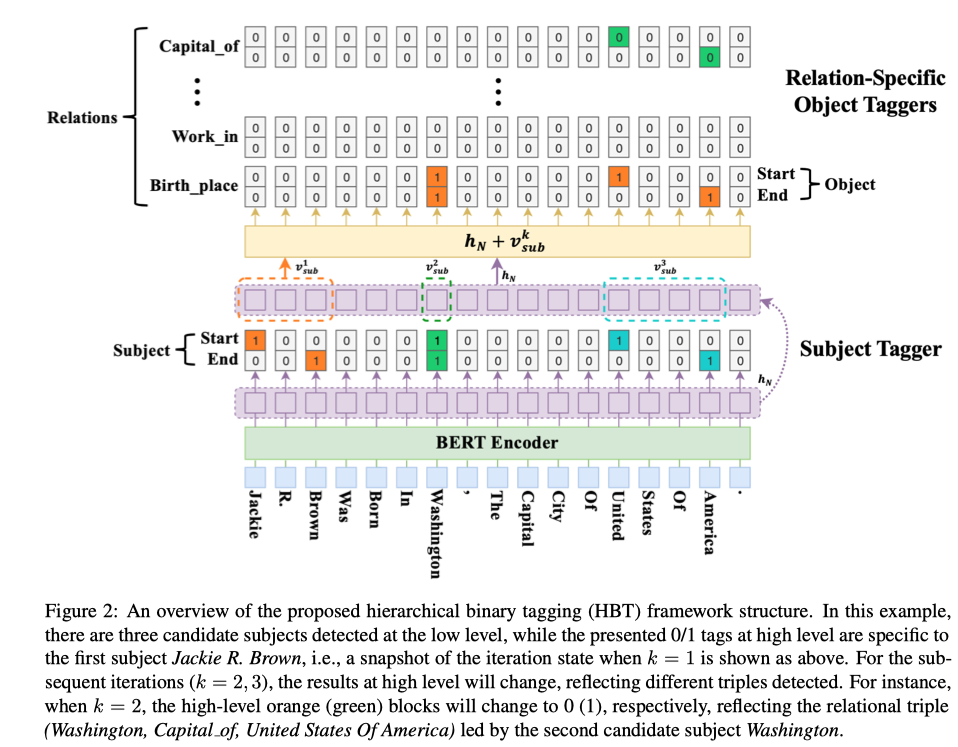 Capital_of 0 0 0 0 0 0 0 0 0 0 0 0 0 0 0 0 0
0 0 0 0 0 0 0 0 0 0 0 0 0 0 0 0 0
Relation-Specific
Object Taggers
Relations
Work_in 0 0 0 0 0 0 0 0 0 0 0 0 0 0 0 0 0
0 0 0 0 0 0 0 0 0 0 0 0 0 0 0 0 0
Birth_place 0 0 0 0 0 0 1 0 0 0 0 0 1 0 0 0 0 Start
0 0 0 0 0 0 1 0 0 0 0 0 0 0 0 1 0 End
Object
h_N + v^k_sub
v^1_sub v^2_sub h_N v^3_sub
Subject
Start 1 0 0 0 0 0 1 0 0 0 0 0 1 0 0 0 0
End 0 0 1 0 0 0 1 0 0 0 0 0 0 0 0 1 0
Subject Tagger
h_N
BERT Encoder
Jackie R. Brown Was Born In Washington , The Capital City Of United States Of America .
Figure 2: An overview of the proposed hierarchical binary tagging (HBT) framework structure. In this example,
there are three candidate subjects detected at the low level, while the presented 0/1 tags at high level are specific to
the first subject Jackie R. Brown, i.e., a snapshot of the iteration state when k = 1 is shown as above. For the sub-
sequent iterations (k = 2, 3), the results at high level will change, reflecting different triples detected. For instance,
when k = 2, the high-level orange (green) blocks will change to 0 (1), respectively, reflecting the relational triple
(Washington, Capital_of, United States Of America) led by the second candidate subject Washington.